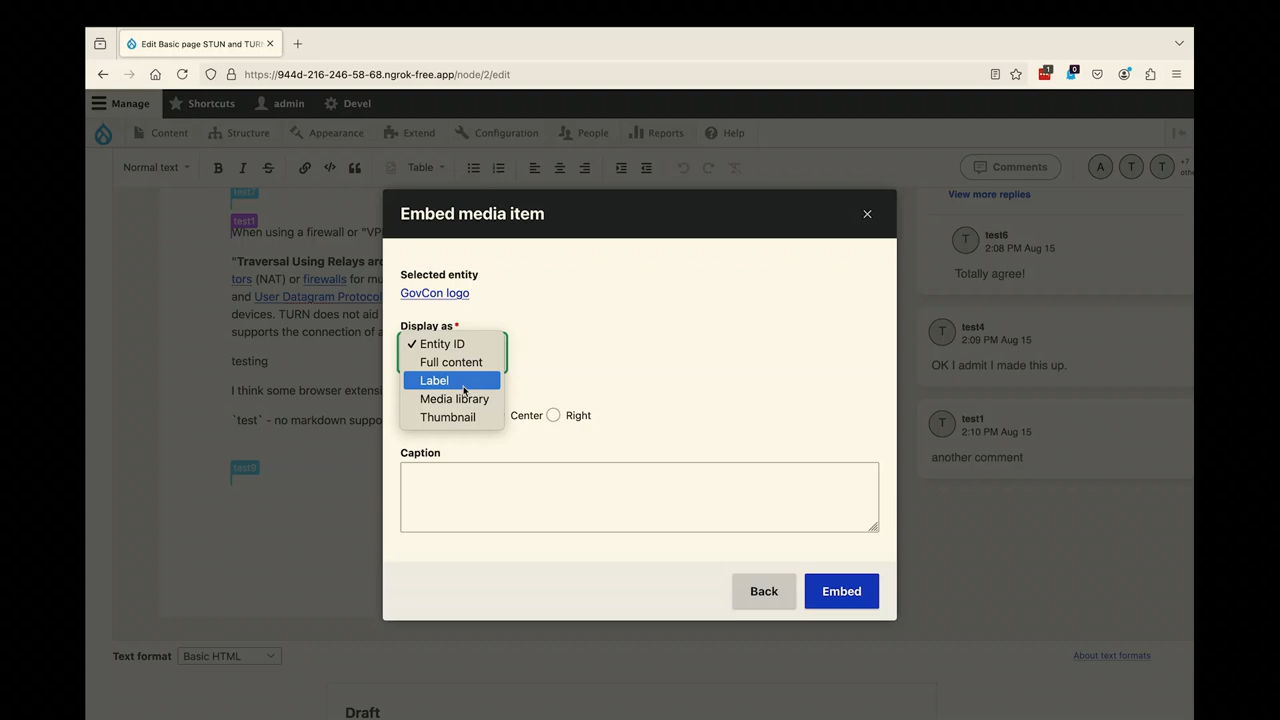 Edit Basic page STUN and TURN
https://944d-216-246-58-68.ngrok-free.app/node/2/edit
1
0
Manage
Shortcuts
admin
Devel
Content
Structure
Appearance
Extend
Configuration
People
Reports
Help
Normal text
B
I
S
Table
Comments
A
T
T
+7
test7
test1
When using a firewall or "VP
"Traversal Using Relays aro
tors (NAT) or firewalls for mu
and User Datagram Protocol
devices. TURN does not aid
supports the connection of a
testing
I think some browser extensi
`test` - no markdown suppo
test9
Embed media item
Selected entity
GovCon logo
Display as*
Entity ID
Full content
Label
Media library
Thumbnail
Center
Right
Caption
Back
Embed
View more replies
T
test6
2:08 PM Aug 15
Totally agree!
T
test4
2:09 PM Aug 15
OK I admit I made this up.
T
test1
2:10 PM Aug 15
another comment
Text format
Basic HTML
About text formats
Draft